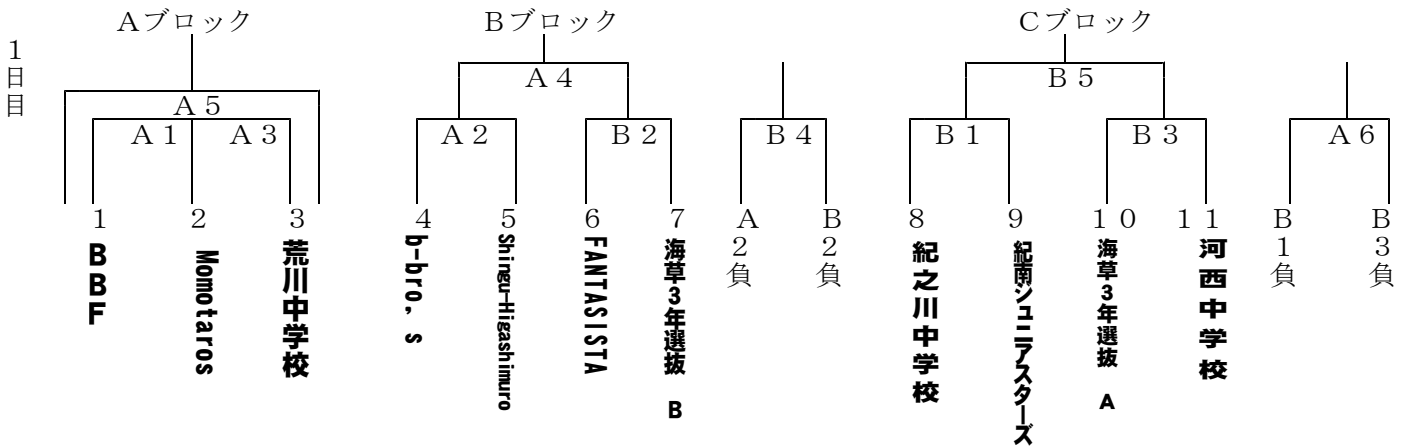 Aブロック
Bブロック
Cブロック
1日目
A4
B5
A5
A1
A3
A2
B2
B4
B1
B3
A6
1
2
3
4
5
6
7
A2負
B2負
8
9
10
11
B1負
B3負
BBF
Momotaros
荒川中学校
b-bro,s
Shingu-Higashimuro
FANTASISTA
海草3年選抜 B
紀之川中学校
紀南ジュニアスターズ
海草3年選抜 A
河西中学校